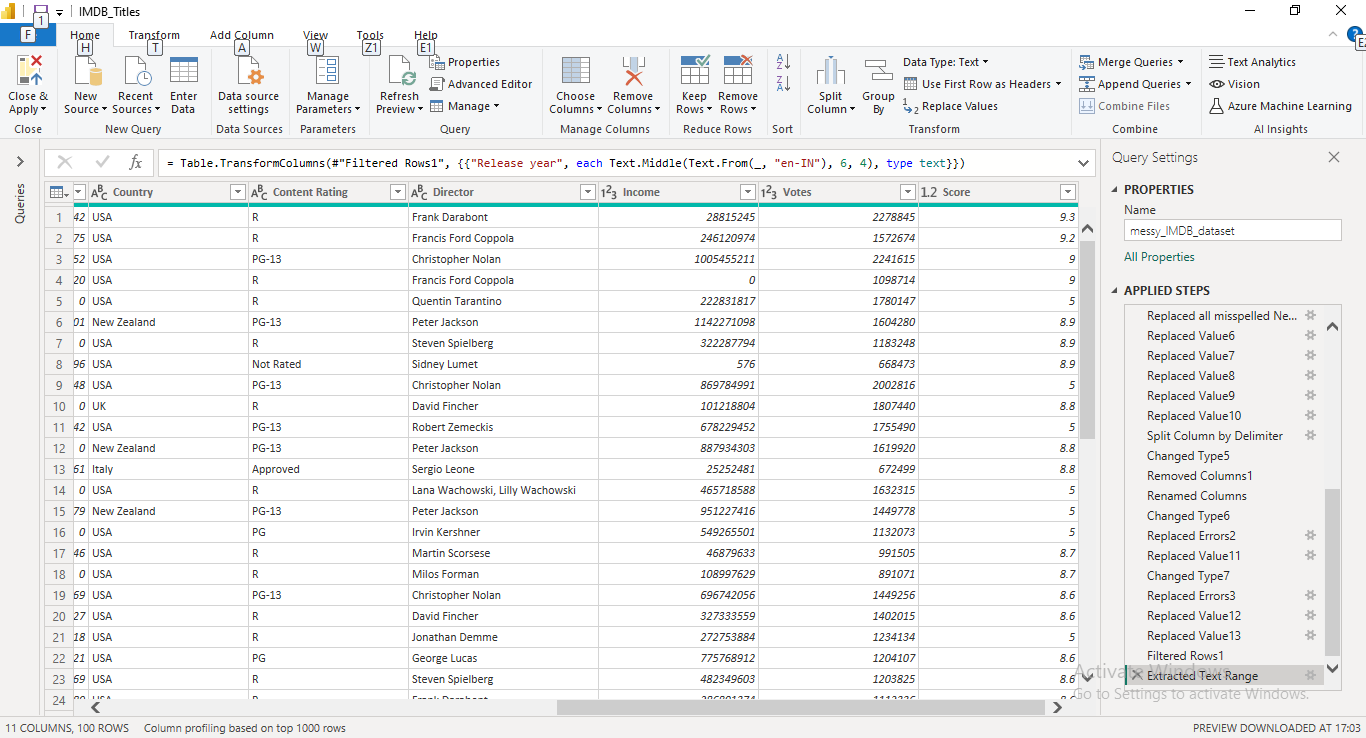 IMDB_Titles
1
F
Home Transform Add Column View Tools Help
H T A W Z1 E1
Close & Apply
Close
New Source
Recent Sources
Enter Data
New Query
Data source settings
Data Sources
Manage Parameters
Parameters
Refresh Preview
Properties
Advanced Editor
Manage
Query
Choose Columns
Remove Columns
Manage Columns
Keep Rows
Remove Rows
Reduce Rows
Sort
Split Column
Group By
Data Type: Text
Use First Row as Headers
Replace Values
Transform
Merge Queries
Append Queries
Combine Files
Combine
Text Analytics
Vision
Azure Machine Learning
AI Insights
Queries
= Table.TransformColumns(#"Filtered Rows1", {{"Release year", each Text.Middle(Text.From(_, "en-IN"), 6, 4), type text}})
Country Content Rating Director Income Votes Score
1 42 USA R Frank Darabont 28815245 2278845 9.3
2 75 USA R Francis Ford Coppola 246120974 1572674 9.2
3 52 USA PG-13 Christopher Nolan 1005455211 2241615 9
4 20 USA R Francis Ford Coppola 0 1098714 9
5 0 USA R Quentin Tarantino 222831817 1780147 5
6 01 New Zealand PG-13 Peter Jackson 1142271098 1604280 8.9
7 0 USA R Steven Spielberg 322287794 1183248 8.9
8 96 USA Not Rated Sidney Lumet 576 668473 8.9
9 48 USA PG-13 Christopher Nolan 869784991 2002816 5
10 0 UK R David Fincher 101218804 1807440 8.8
11 42 USA PG-13 Robert Zemeckis 678229452 1755490 5
12 0 New Zealand PG-13 Peter Jackson 887934303 1619920 8.8
13 61 Italy Approved Sergio Leone 25252481 672499 8.8
14 0 USA R Lana Wachowski, Lilly Wachowski 465718588 1632315 5
15 79 New Zealand PG-13 Peter Jackson 951227416 1449778 5
16 0 USA PG Irvin Kershner 549265501 1132073 5
17 46 USA R Martin Scorsese 46879633 991505 8.7
18 0 USA R Milos Forman 108997629 891071 8.7
19 69 USA PG-13 Christopher Nolan 696742056 1449256 8.6
20 27 USA R David Fincher 327333559 1402015 8.6
21 18 USA R Jonathan Demme 272753884 1234134 5
22 21 USA PG George Lucas 775768912 1204107 8.6
23 69 USA R Steven Spielberg 482349603 1203825 8.6
24
Query Settings
PROPERTIES
Name
messy_IMDB_dataset
All Properties
APPLIED STEPS
Replaced all misspelled Ne...
Replaced Value6
Replaced Value7
Replaced Value8
Replaced Value9
Replaced Value10
Split Column by Delimiter
Changed Type5
Removed Columns1
Renamed Columns
Changed Type6
Replaced Errors2
Replaced Value11
Changed Type7
Replaced Errors3
Replaced Value12
Replaced Value13
Filtered Rows1
Extracted Text Range
Activate Windows
Go to Settings to activate Windows.
11 COLUMNS, 100 ROWS Column profiling based on top 1000 rows
PREVIEW DOWNLOADED AT 17:03